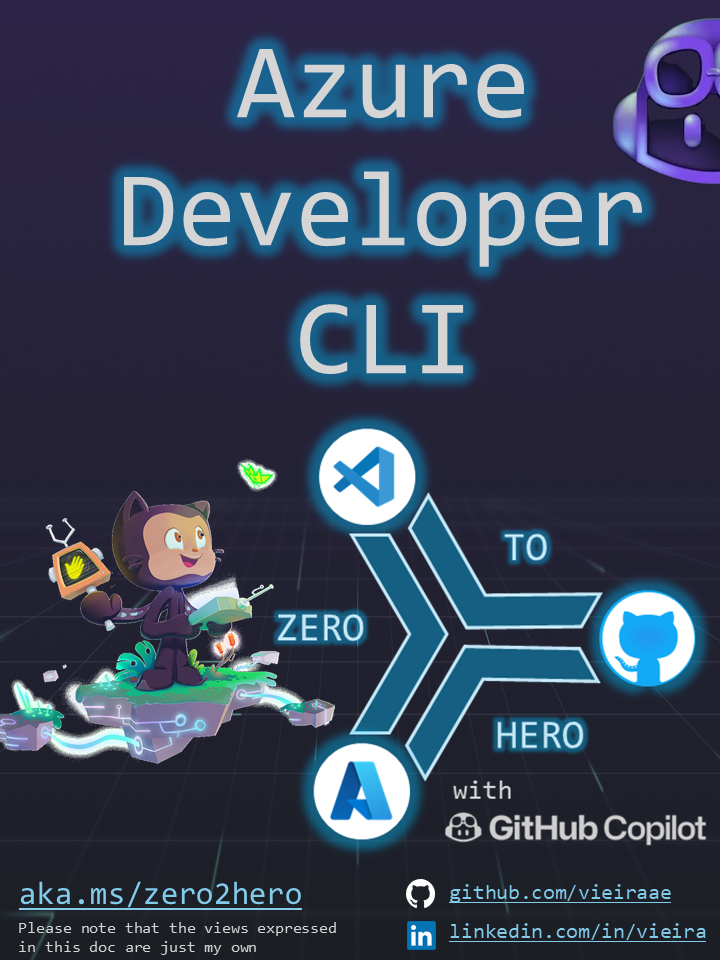 Azure
Developer
CLI
TO
ZERO
HERO
with
GitHub Copilot
aka.ms/zero2hero
Please note that the views expressed
in this doc are just my own
github.com/vieiraae
linkedin.com/in/vieira